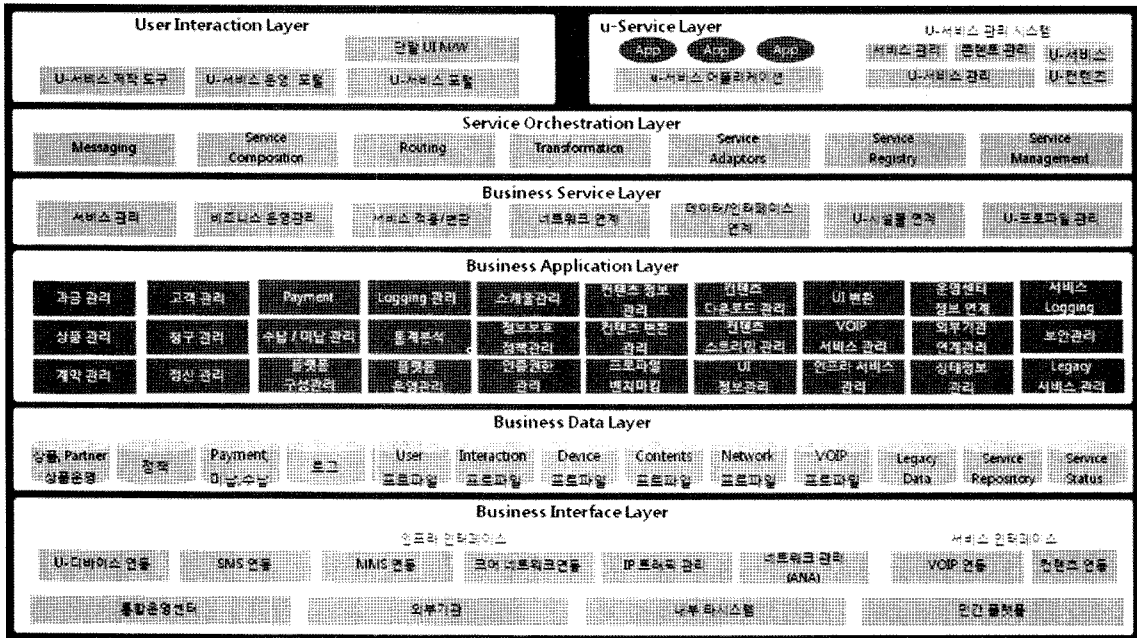 User Interaction Layer
단말 UI N/W
U-서비스 저작 도구
U-서비스 운영 포털
U-서비스 포털
u-Service Layer
App
App
App
u-서비스 어플리케이션
U-서비스 관리 시스템
서비스 관리
콘텐트 관리
U-서비스
U-서비스 관리
U-컨텐츠
Service Orchestration Layer
Messaging
Service
Composition
Routing
Transformation
Service
Adaptors
Service
Registry
Service
Management
Business Service Layer
서비스 관리
비즈니스 운영관리
서비스 적용/변환
네트워크 연계
데이타/인터페이스
연계
U-시설물 연계
U-프로파일 관리
Business Application Layer
과금 관리
고객 관리
Payment
Logging 관리
스케줄관리
컨텐츠 정보
관리
컨텐츠
다운로드 관리
UI 변환
운영센터
정보 연계
서비스
Logging
상품 관리
청구 관리
수납 / 미납 관리
통계분석
정보보호
정책관리
컨텐츠 변환
관리
컨텐츠
스트리밍 관리
VOIP
서비스 관리
외부기관
연계관리
보안관리
계약 관리
정산 관리
플랫폼
구성관리
플랫폼
운영관리
인증권한
관리
프로파일
배치마킹
UI
정보관리
인프라 서비스
관리
상태정보
관리
Legacy
서비스 관리
Business Data Layer
상품, Partner
상품운영
정책
Payment,
미납,수납
로그
User
프로파일
Interaction
프로파일
Device
프로파일
Contents
프로파일
Network
프로파일
VOIP
프로파일
Legacy
Data
Service
Repository
Service
Status
Business Interface Layer
인프라 인터페이스
서비스 인터페이스
U-디바이스 연동
SMS 연동
MMS 연동
코어 네트워크연동
IP 트래픽 관리
네트워크 관리
(ANA)
VOIP 연동
컨텐츠 연동
통합운영센터
외부기관
내부 타시스템
민간 플랫폼